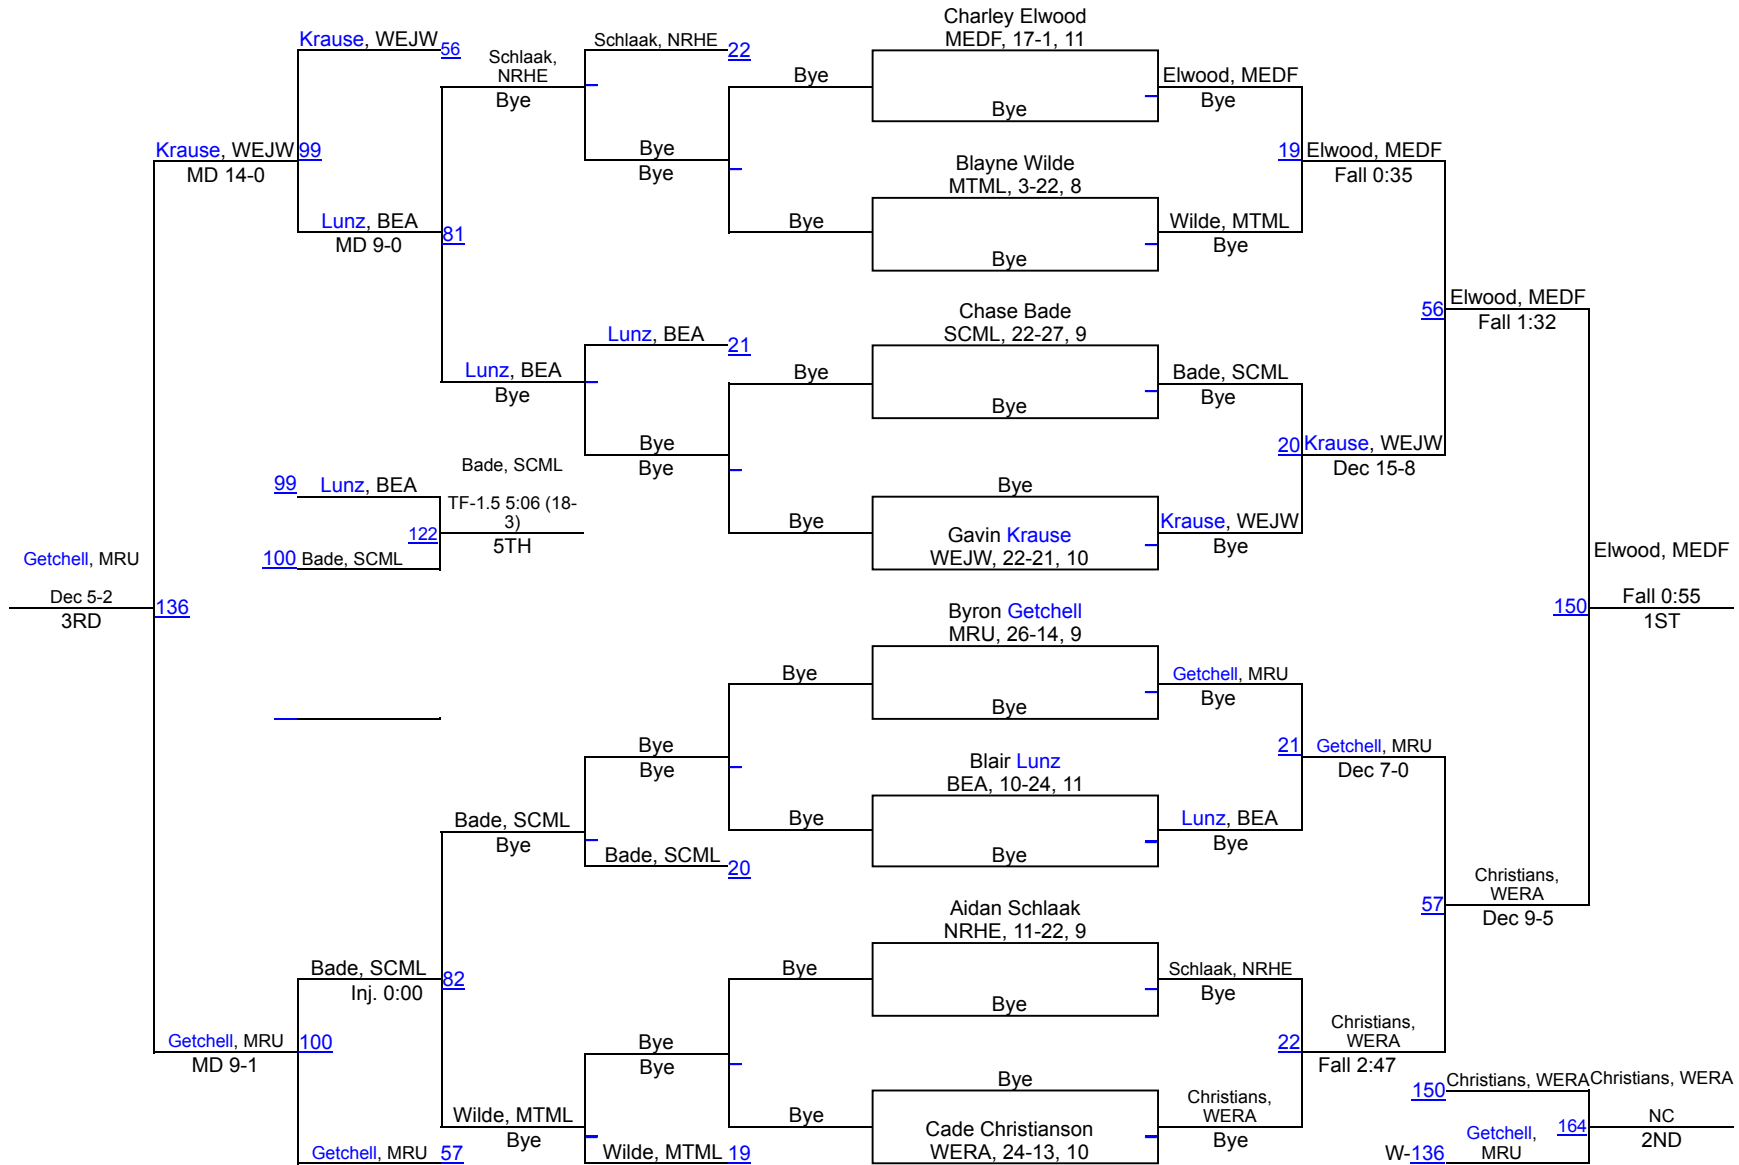 Charley Elwood
MEDF, 17-1, 11
Krause, WEJW
56
Schlaak,
NRHE
Bye
Schlaak, NRHE
22
Bye
Bye
Elwood, MEDF
Bye
Krause, WEJW
99
MD 14-0
Bye
Bye
Blayne Wilde
MTML, 3-22, 8
19
Elwood, MEDF
Fall 0:35
Lunz, BEA
MD 9-0
81
Bye
Bye
Wilde, MTML
Bye
Chase Bade
SCML, 22-27, 9
56
Elwood, MEDF
Fall 1:32
Lunz, BEA
21
Lunz, BEA
Bye
Bye
Bye
Bade, SCML
Bye
Bye
Bye
20
Krause, WEJW
Dec 15-8
99
Lunz, BEA
Bade, SCML
TF-1.5 5:06 (18-
3)
5TH
122
100
Bade, SCML
Bye
Bye
Gavin Krause
WEJW, 22-21, 10
Krause, WEJW
Bye
Getchell, MRU
Dec 5-2
3RD
136
Elwood, MEDF
150
Fall 0:55
1ST
Byron Getchell
MRU, 26-14, 9
Bye
Bye
Getchell, MRU
Bye
Bye
Bye
Blair Lunz
BEA, 10-24, 11
21
Getchell, MRU
Dec 7-0
Bade, SCML
Bye
Bye
Bye
Lunz, BEA
Bye
Bade, SCML
20
Christians,
WERA
Dec 9-5
57
Aidan Schlaak
NRHE, 11-22, 9
Bade, SCML
Inj. 0:00
82
Bye
Bye
Schlaak, NRHE
Bye
Getchell, MRU
100
MD 9-1
Bye
Bye
22
Christians,
WERA
Fall 2:47
Bye
Cade Christianson
WERA, 24-13, 10
Christians,
WERA
Bye
Wilde, MTML
Bye
Bye
Getchell, MRU
57
Wilde, MTML
19
150
Christians, WERA
Christians, WERA
164
NC
2ND
W-136
Getchell,
MRU